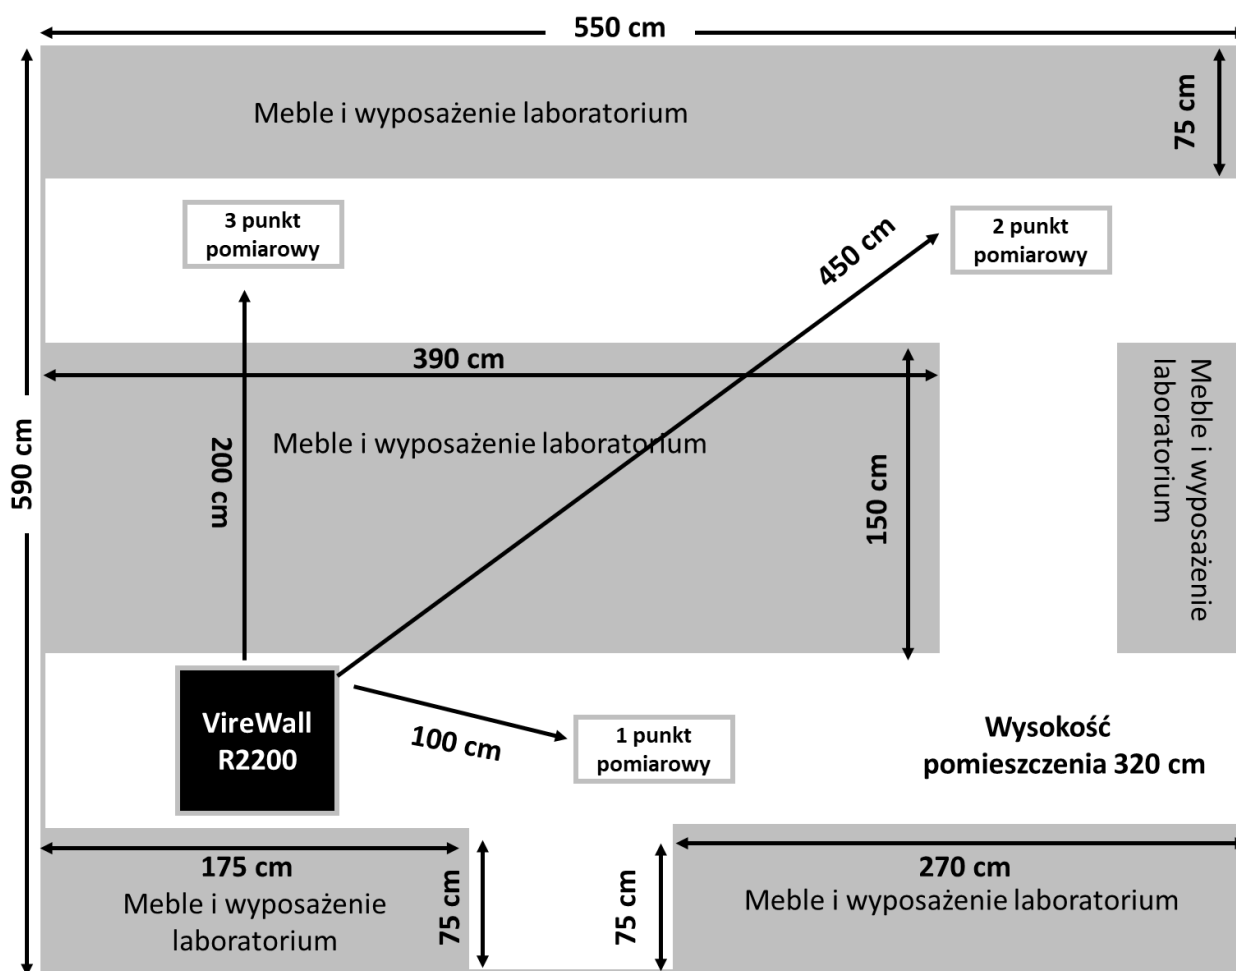 550 cm
Meble i wyposażenie laboratorium
75 cm
3 punkt
pomiarowy
450 cm
2 punkt
pomiarowy
390 cm
Meble i wyposażenie laboratorium
200 cm
150 cm
Meble i wyposażenie
laboratorium
590 cm
VireWall
R2200
100 cm
1 punkt
pomiarowy
Wysokość
pomieszczenia 320 cm
175 cm
Meble i wyposażenie
laboratorium
75 cm
75 cm
270 cm
Meble i wyposażenie laboratorium